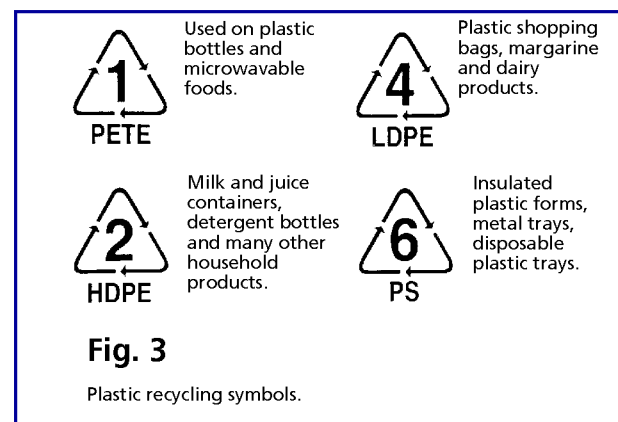 1
PETE
Used on plastic
bottles and
microwavable
foods.
4
LDPE
Plastic shopping
bags, margarine
and dairy
products.
2
HDPE
Milk and juice
containers,
detergent bottles
and many other
household
products.
6
PS
Insulated
plastic forms,
metal trays,
disposable
plastic trays.
Fig. 3
Plastic recycling symbols.